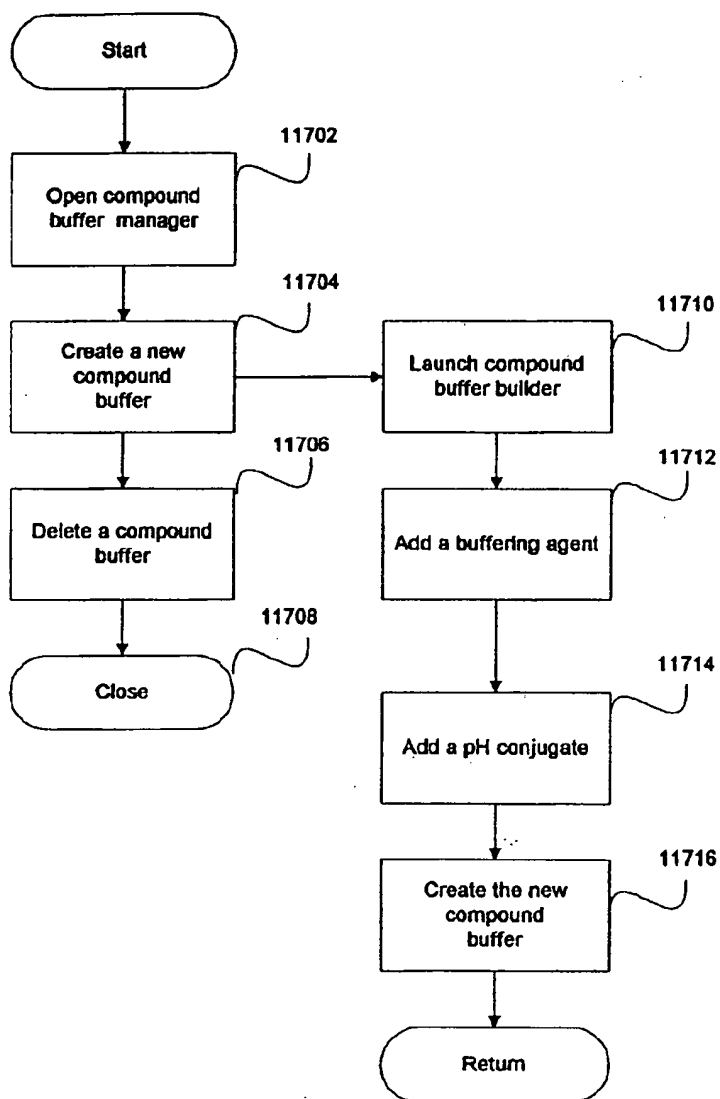 Start
11702
Open compound
buffer manager
11704
Create a new
compound
buffer
11706
Delete a compound
buffer
11708
Close
11710
Launch compound
buffer builder
11712
Add a buffering agent
11714
Add a pH conjugate
11716
Create the new
compound
buffer
Return